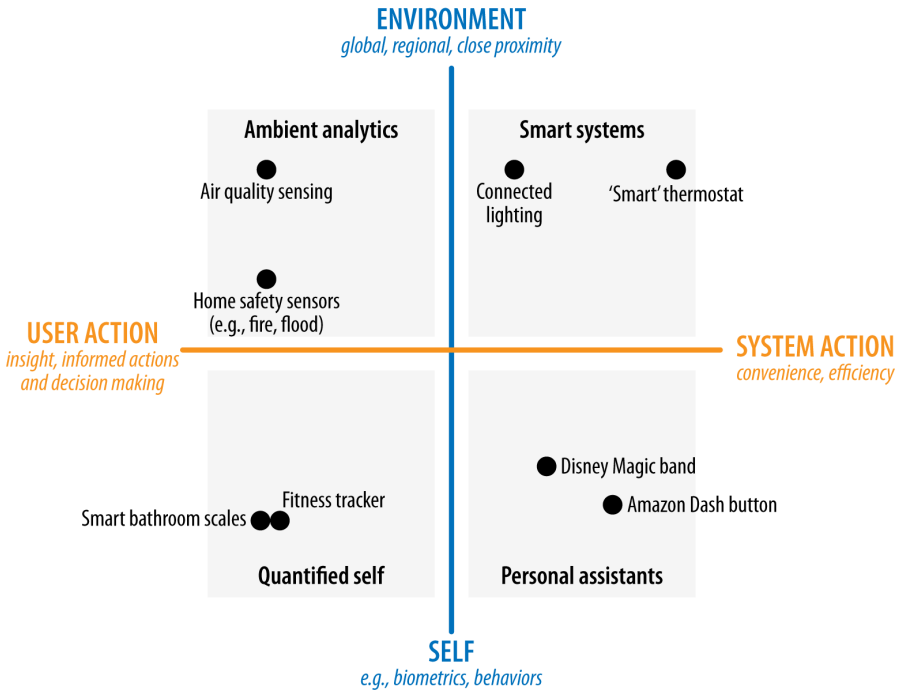 ENVIRONMENT
global, regional, close proximity
Ambient analytics
Air quality sensing
Home safety sensors
(e.g., fire, flood)
Smart systems
Connected
lighting
‘Smart’ thermostat
USER ACTION
insight, informed actions
and decision making
SYSTEM ACTION
convenience, efficiency
Smart bathroom scales
Fitness tracker
Quantified self
Disney Magic band
Amazon Dash button
Personal assistants
SELF
e.g., biometrics, behaviors